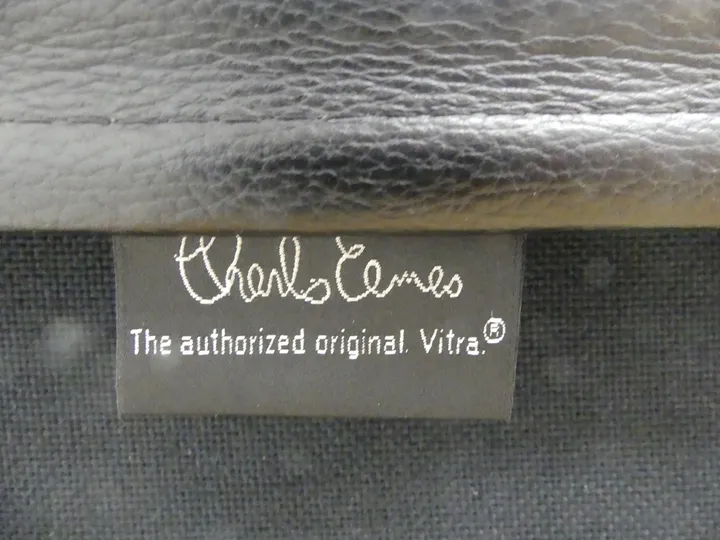 Charles Eames
The authorized original. Vitra.®